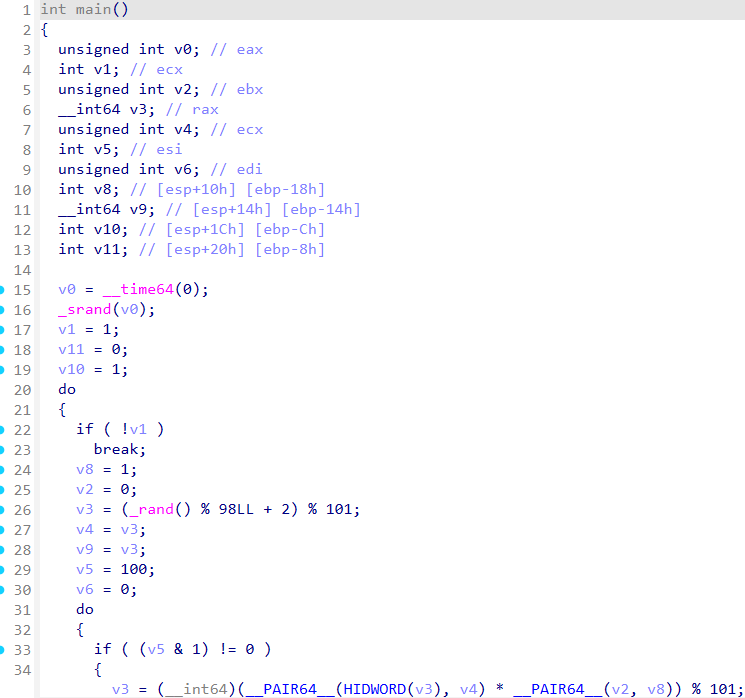 1 int main()
2 {
3 unsigned int v0; // eax
4 int v1; // ecx
5 unsigned int v2; // ebx
6 __int64 v3; // rax
7 unsigned int v4; // ecx
8 int v5; // esi
9 unsigned int v6; // edi
10 int v8; // [esp+10h] [ebp-18h]
11 __int64 v9; // [esp+14h] [ebp-14h]
12 int v10; // [esp+1Ch] [ebp-Ch]
13 int v11; // [esp+20h] [ebp-8h]
14
15 v0 = __time64(0);
16 _srand(v0);
17 v1 = 1;
18 v11 = 0;
19 v10 = 1;
20 do
21 {
22 if ( !v1 )
23 break;
24 v8 = 1;
25 v2 = 0;
26 v3 = (_rand() % 98LL + 2) % 101;
27 v4 = v3;
28 v9 = v3;
29 v5 = 100;
30 v6 = 0;
31 do
32 {
33 if ( (v5 & 1) != 0 )
34 {
v3 = (__int64)(__PAIR64__(HIDWORD(v3), v4) * __PAIR64__(v2, v8)) % 101;